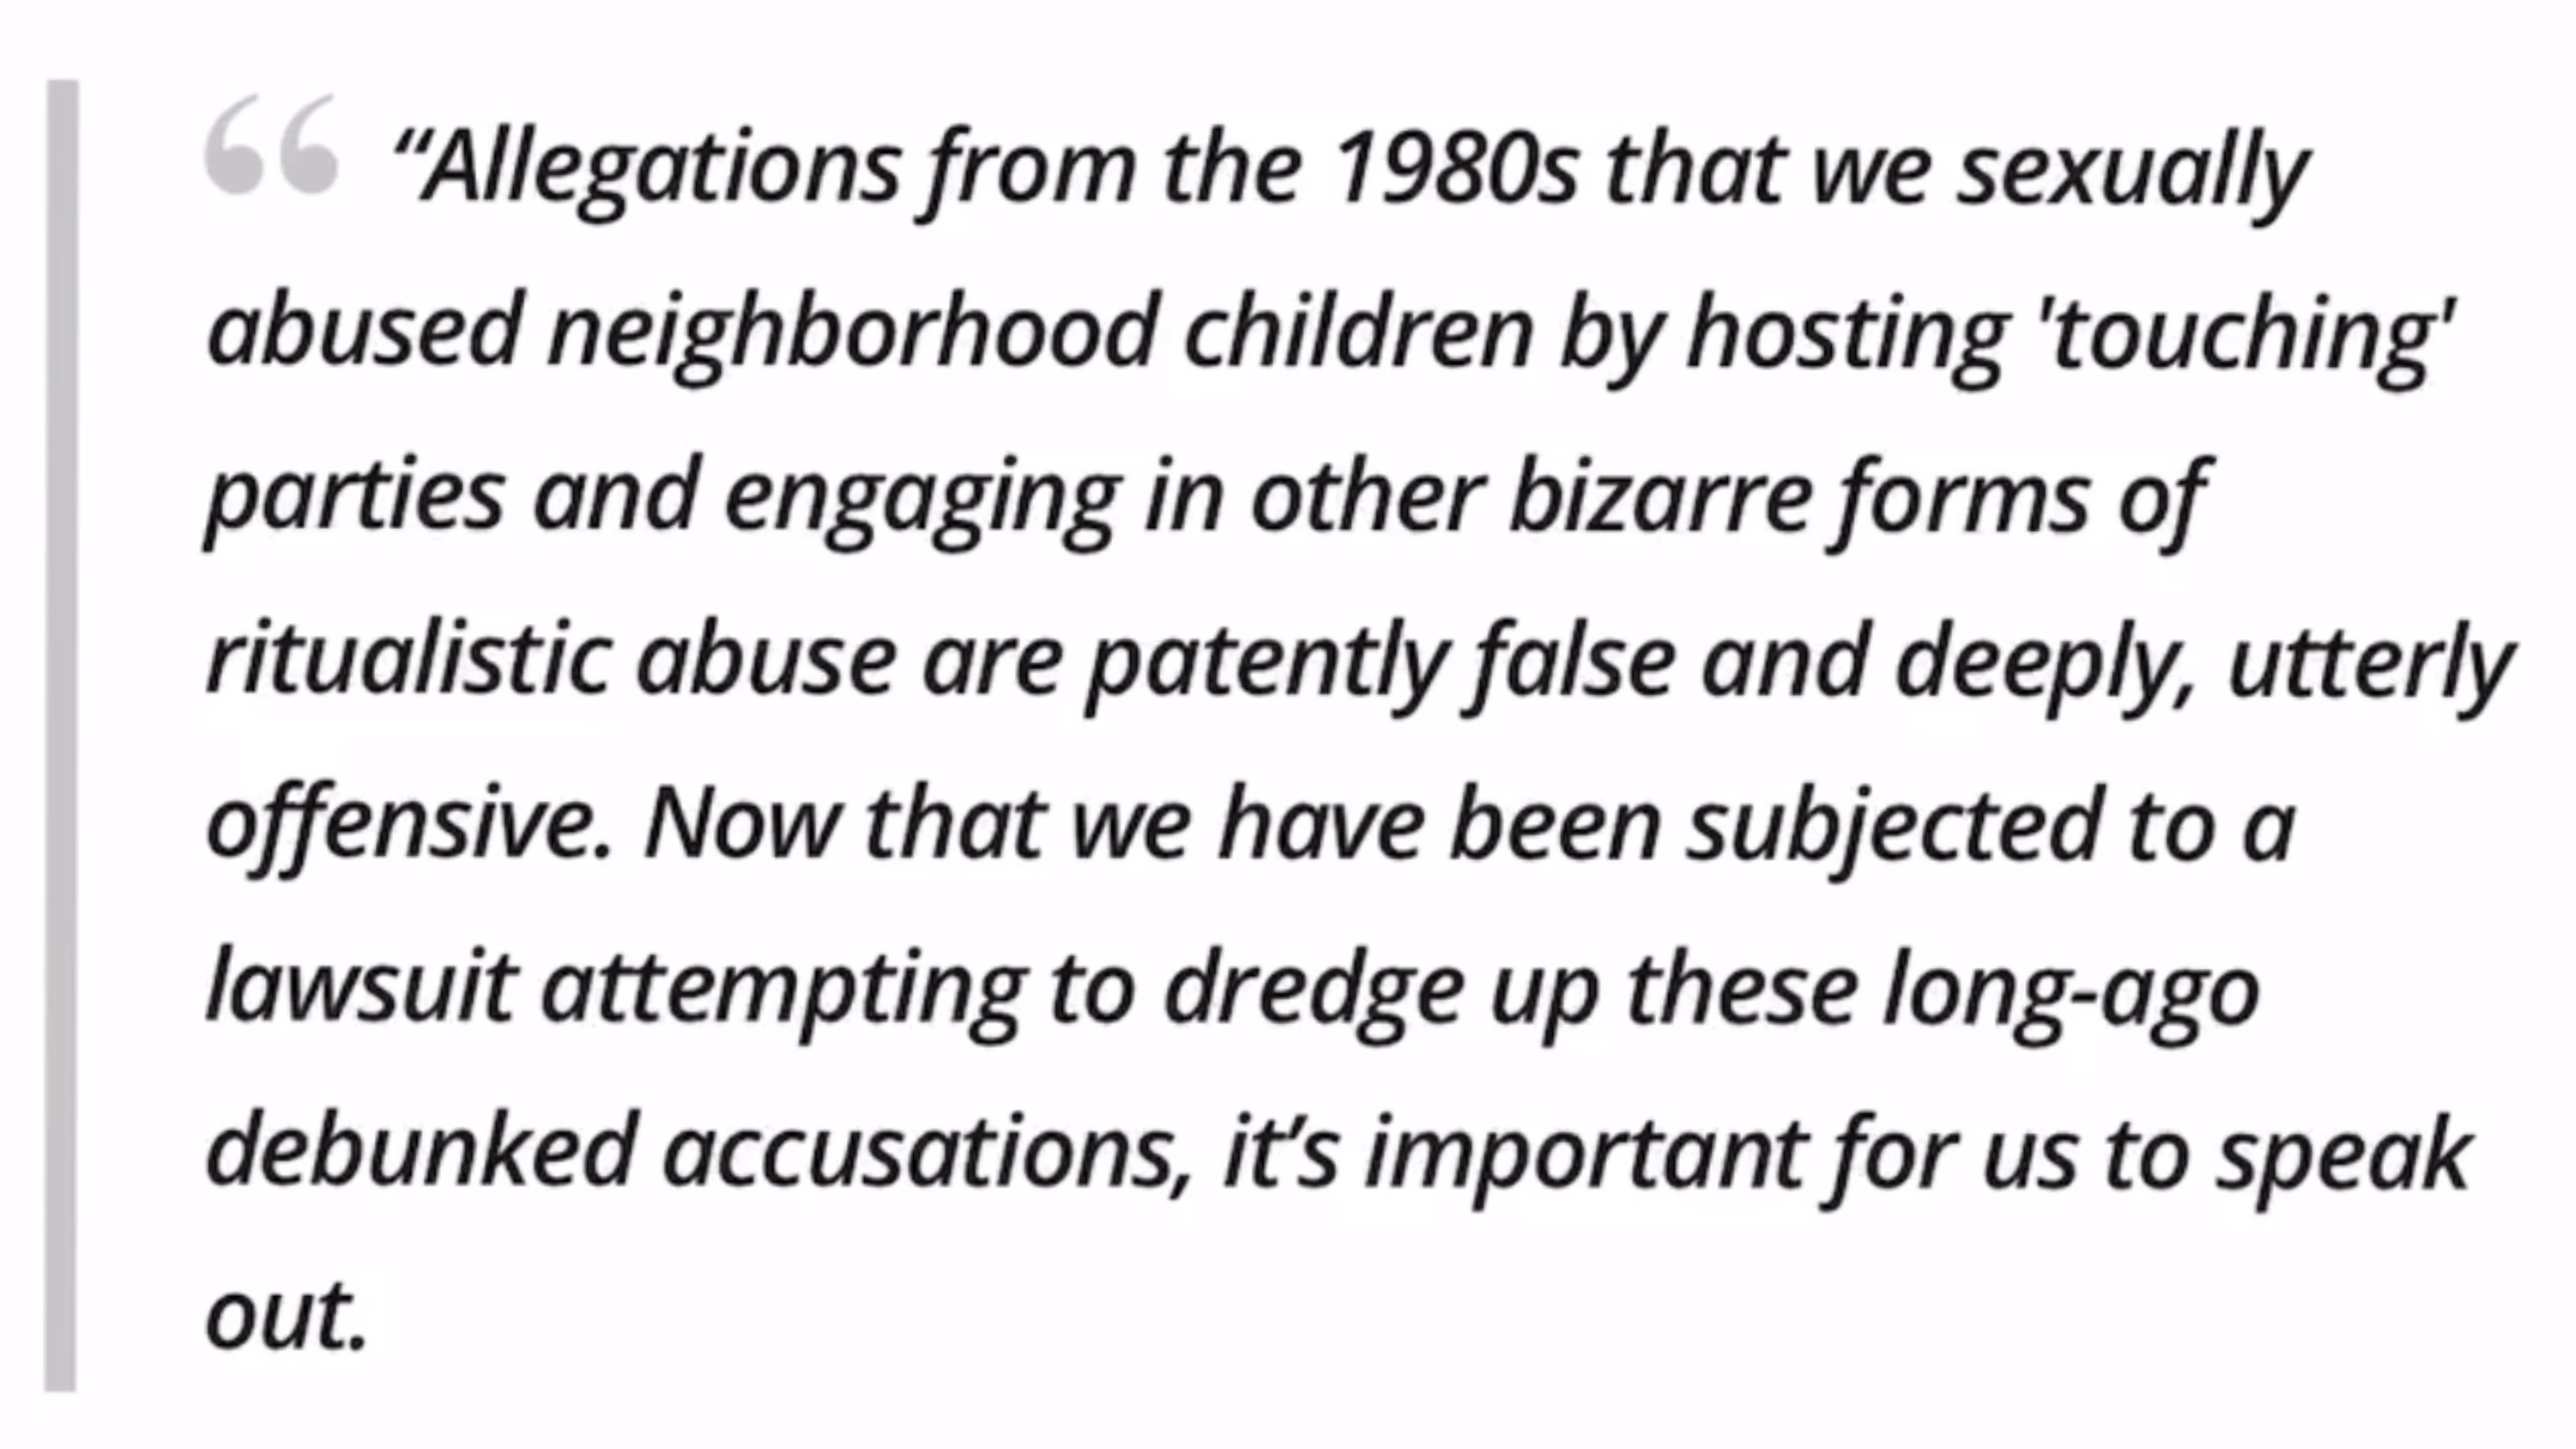 “ “Allegations from the 1980s that we sexually
abused neighborhood children by hosting 'touching'
parties and engaging in other bizarre forms of
ritualistic abuse are patently false and deeply, utterly
offensive. Now that we have been subjected to a
lawsuit attempting to dredge up these long-ago
debunked accusations, it’s important for us to speak
out.